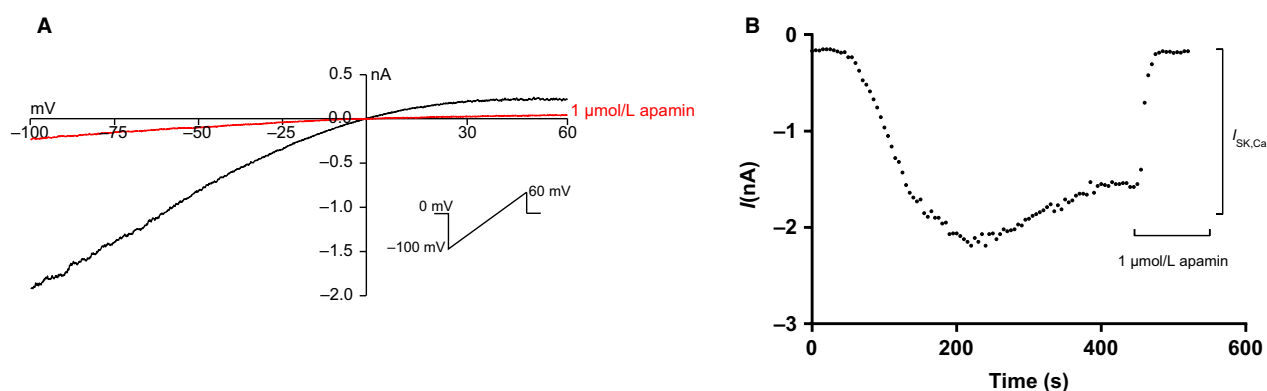 A
0.5
nA
mV
0.0
1 μmol/L apamin
−100
−75
−50
−25
30
60
−0.5
−1.0
−1.5
−2.0
0 mV
60 mV
−100 mV
B
−0
−1
−2
−3
I(nA)
0
200
400
600
Time (s)
I SK,Ca
1 μmol/L apamin